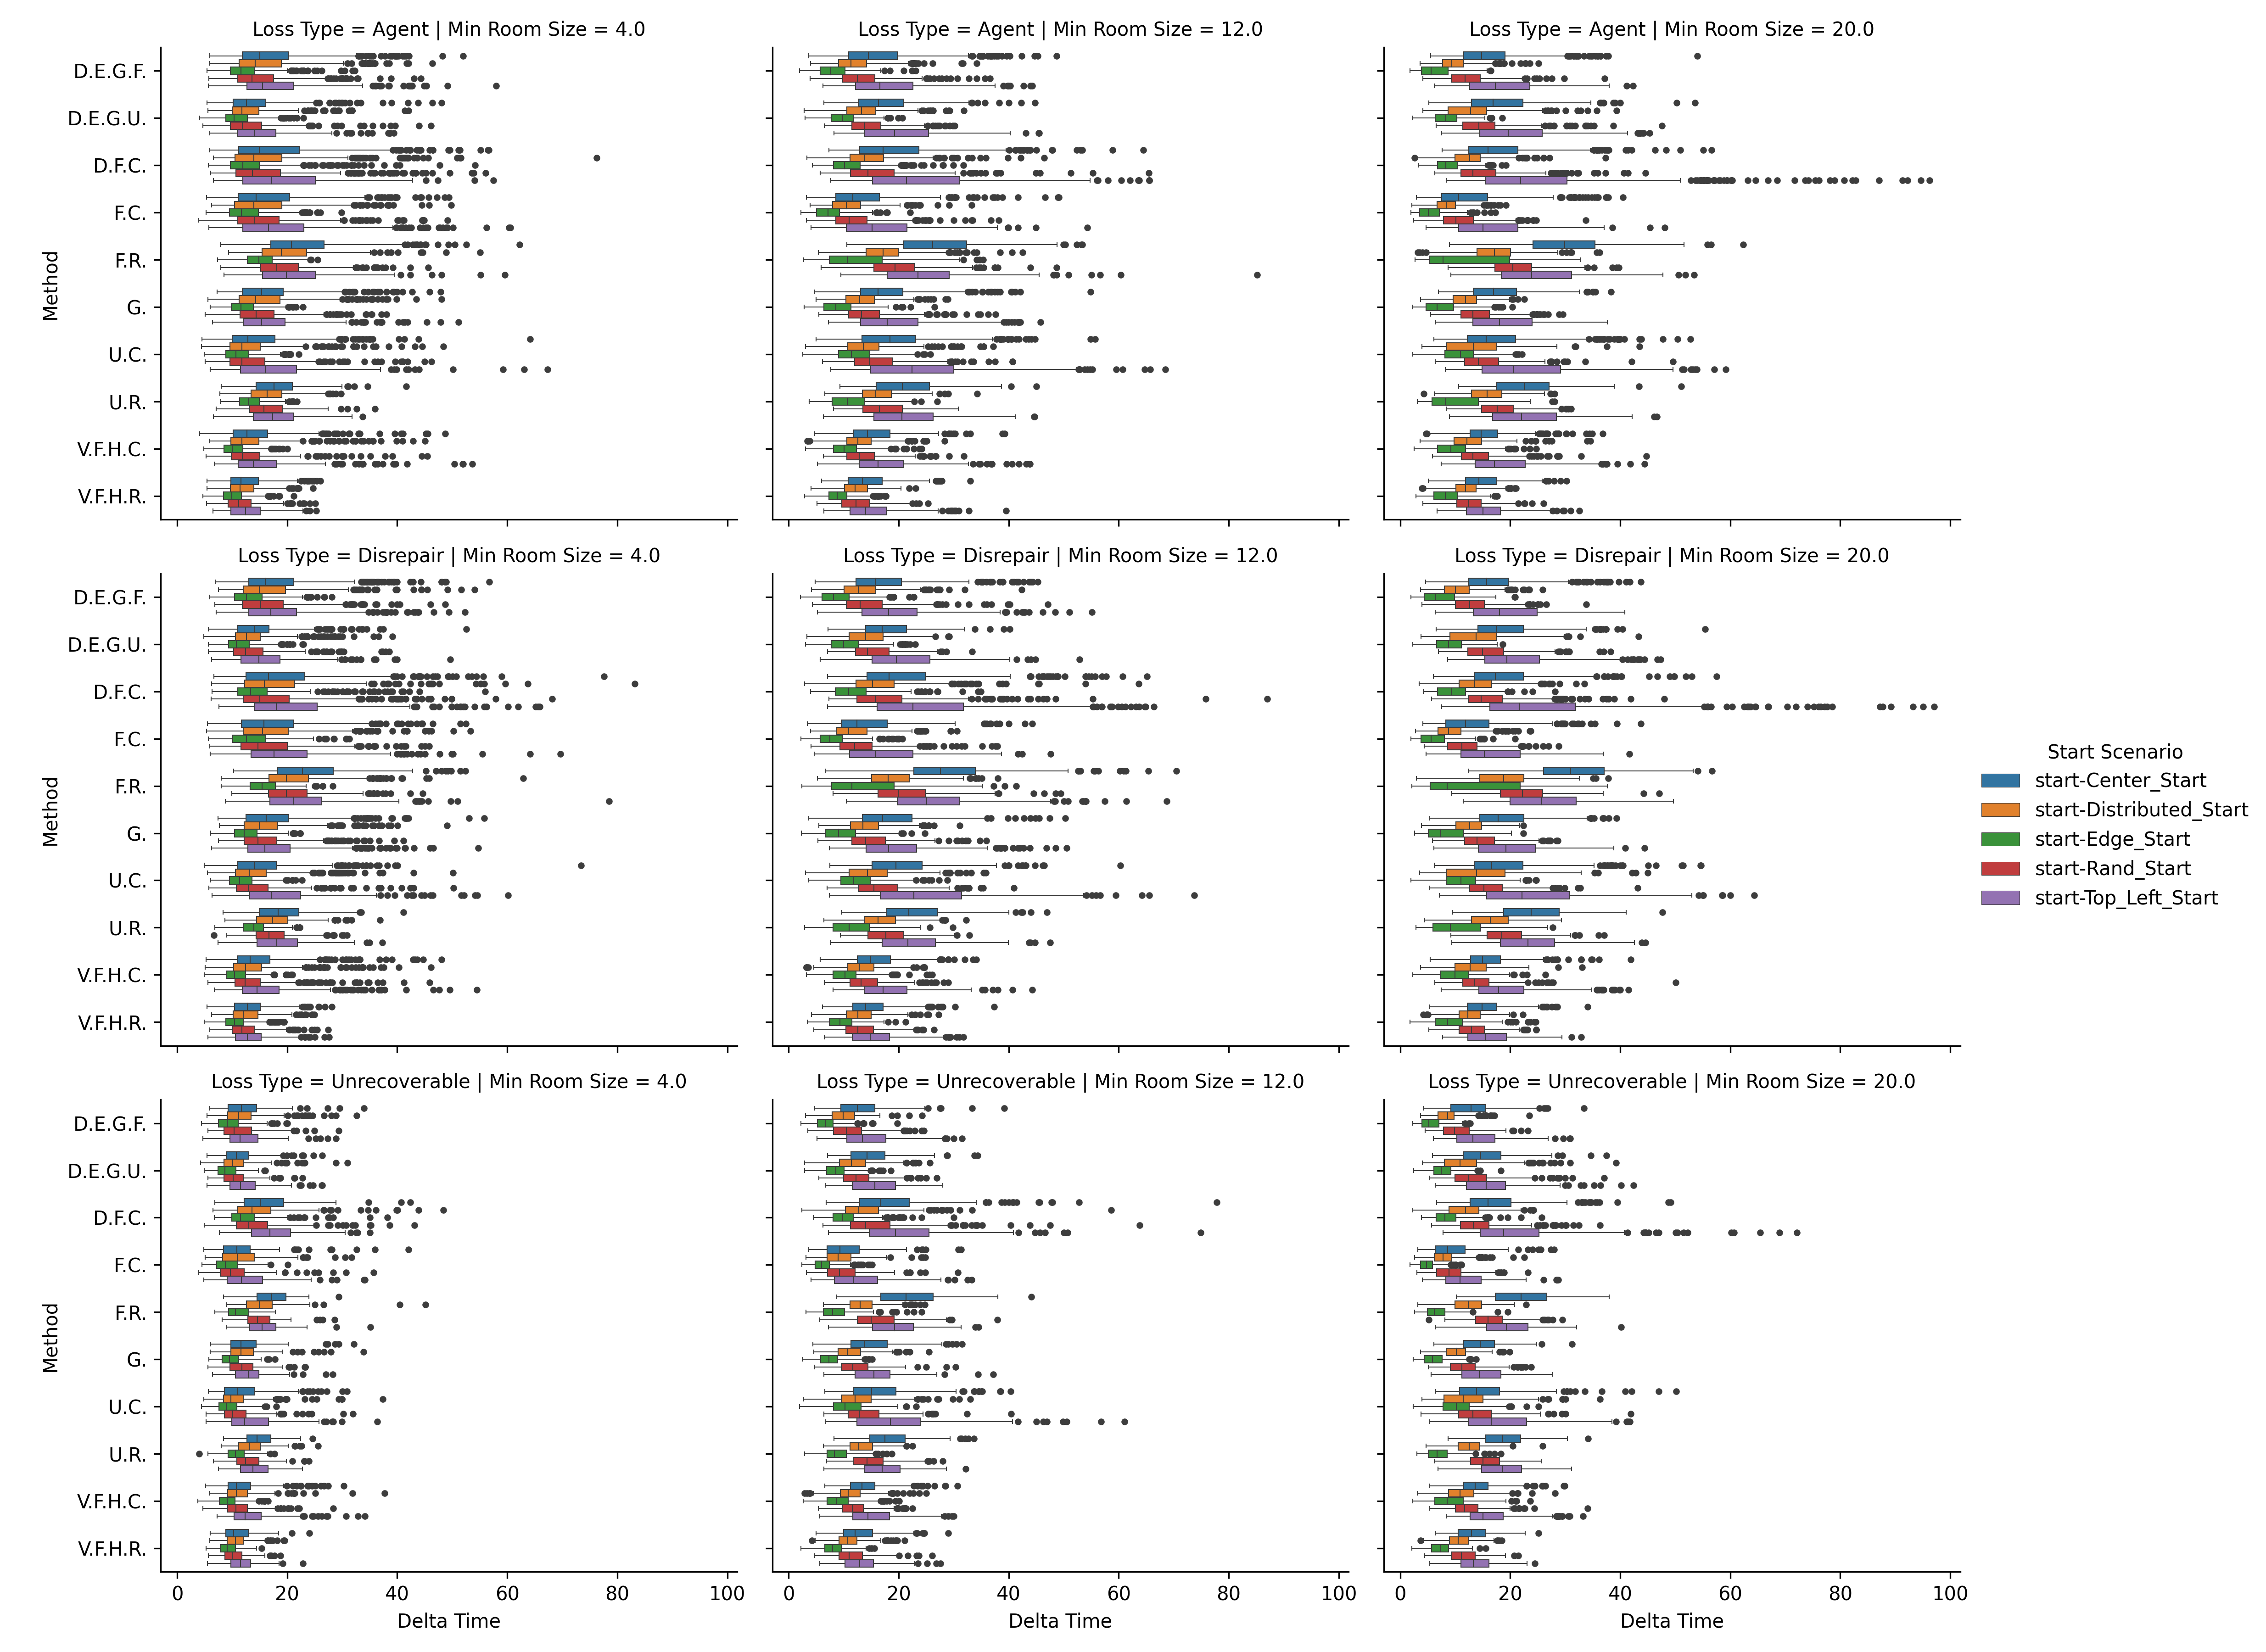 Loss Type = Agent | Min Room Size = 4.0
Loss Type = Agent | Min Room Size = 12.0
Loss Type = Agent | Min Room Size = 20.0
Method
D.E.G.F.
D.E.G.U.
D.F.C.
F.C.
F.R.
G.
U.C.
U.R.
V.F.H.C.
V.F.H.R.
Loss Type = Disrepair | Min Room Size = 4.0
Loss Type = Disrepair | Min Room Size = 12.0
Loss Type = Disrepair | Min Room Size = 20.0
Method
D.E.G.F.
D.E.G.U.
D.F.C.
F.C.
F.R.
G.
U.C.
U.R.
V.F.H.C.
V.F.H.R.
Start Scenario
start-Center_Start
start-Distributed_Start
start-Edge_Start
start-Rand_Start
start-Top_Left_Start
Loss Type = Unrecoverable | Min Room Size = 4.0
Loss Type = Unrecoverable | Min Room Size = 12.0
Loss Type = Unrecoverable | Min Room Size = 20.0
Method
D.E.G.F.
D.E.G.U.
D.F.C.
F.C.
F.R.
G.
U.C.
U.R.
V.F.H.C.
V.F.H.R.
0 20 40 60 80 100
0 20 40 60 80 100
0 20 40 60 80 100
Delta Time
Delta Time
Delta Time